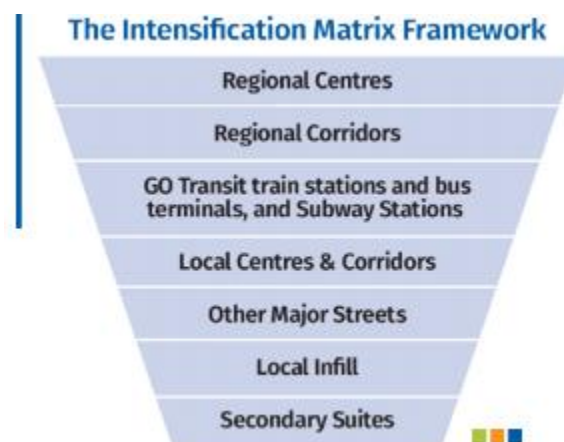 The Intensification Matrix Framework
Regional Centres
Regional Corridors
GO Transit train stations and bus
terminals, and Subway Stations
Local Centres & Corridors
Other Major Streets
Local Infill
Secondary Suites